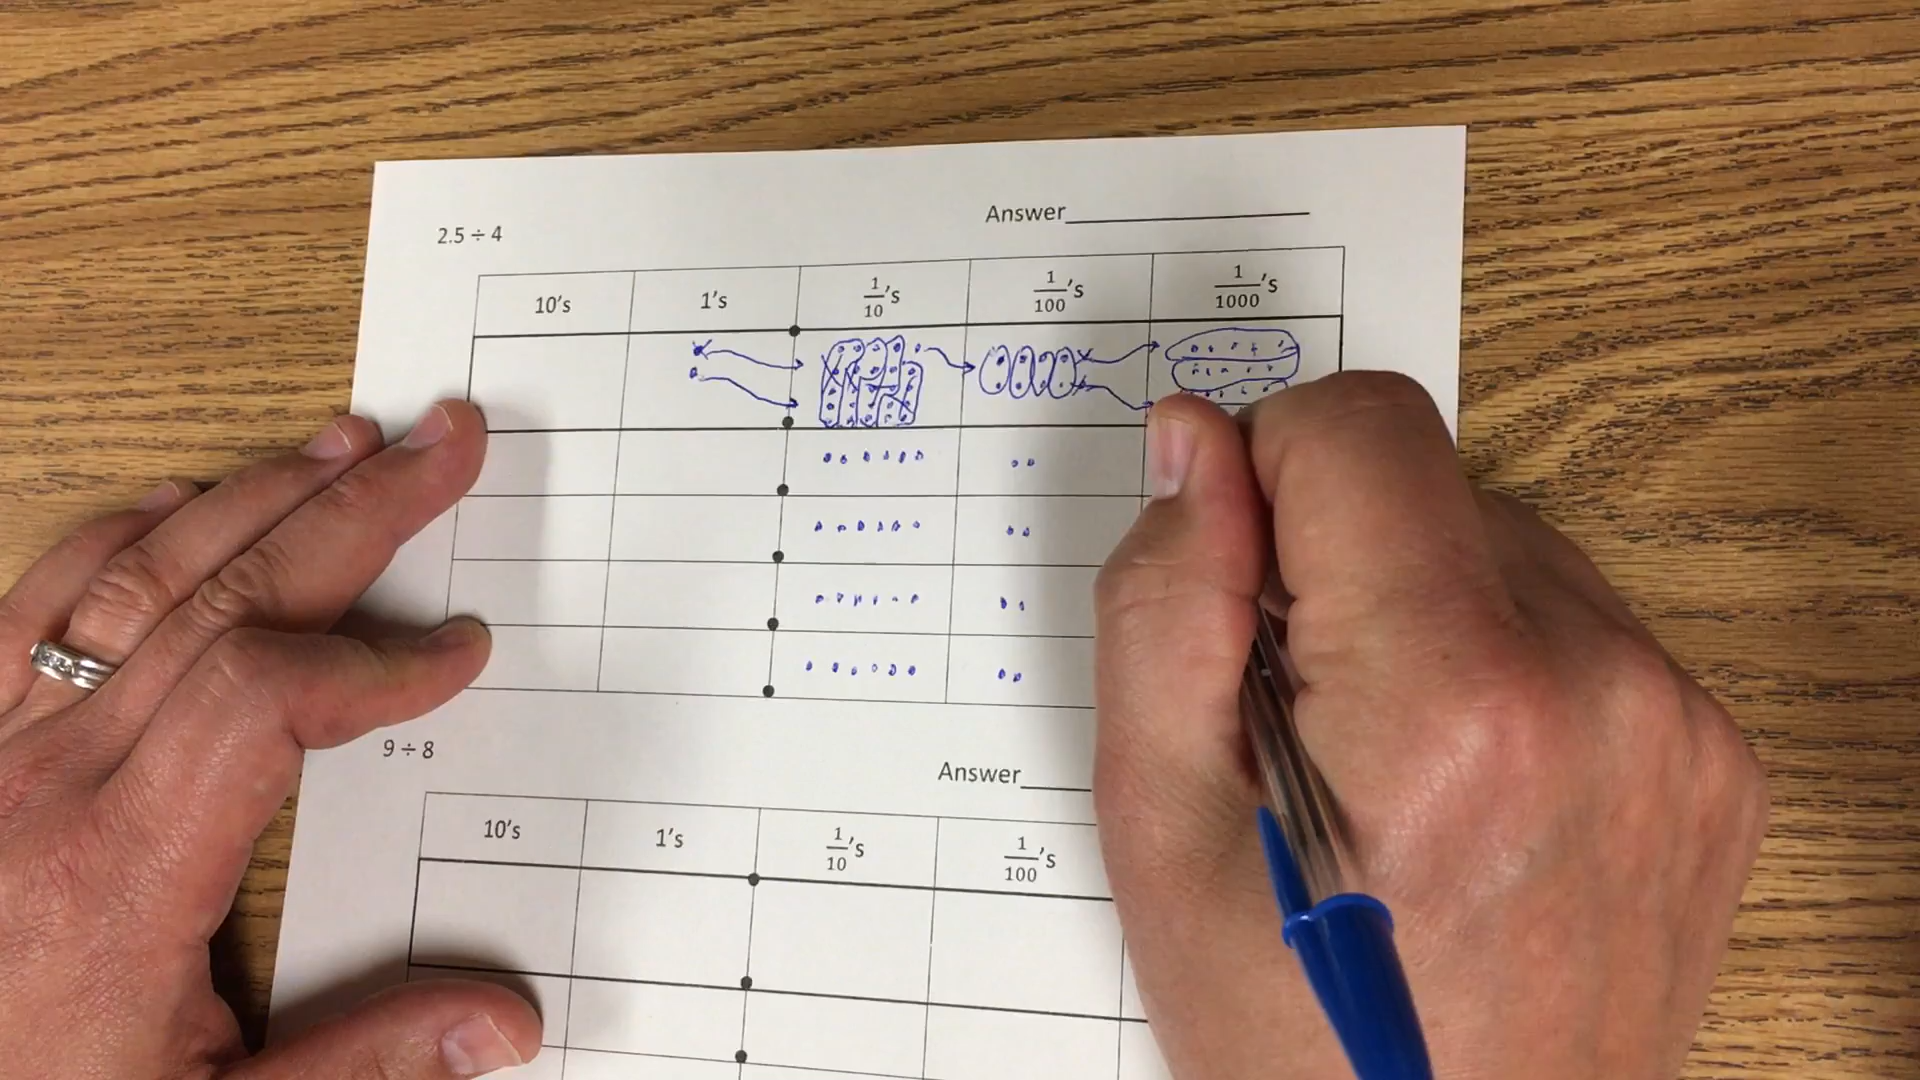 Answer
2.5 ÷ 4
10's 1's 1/10's 1/100's 1/1000's
9 ÷ 8
Answer
10's 1's 1/10's 1/100's